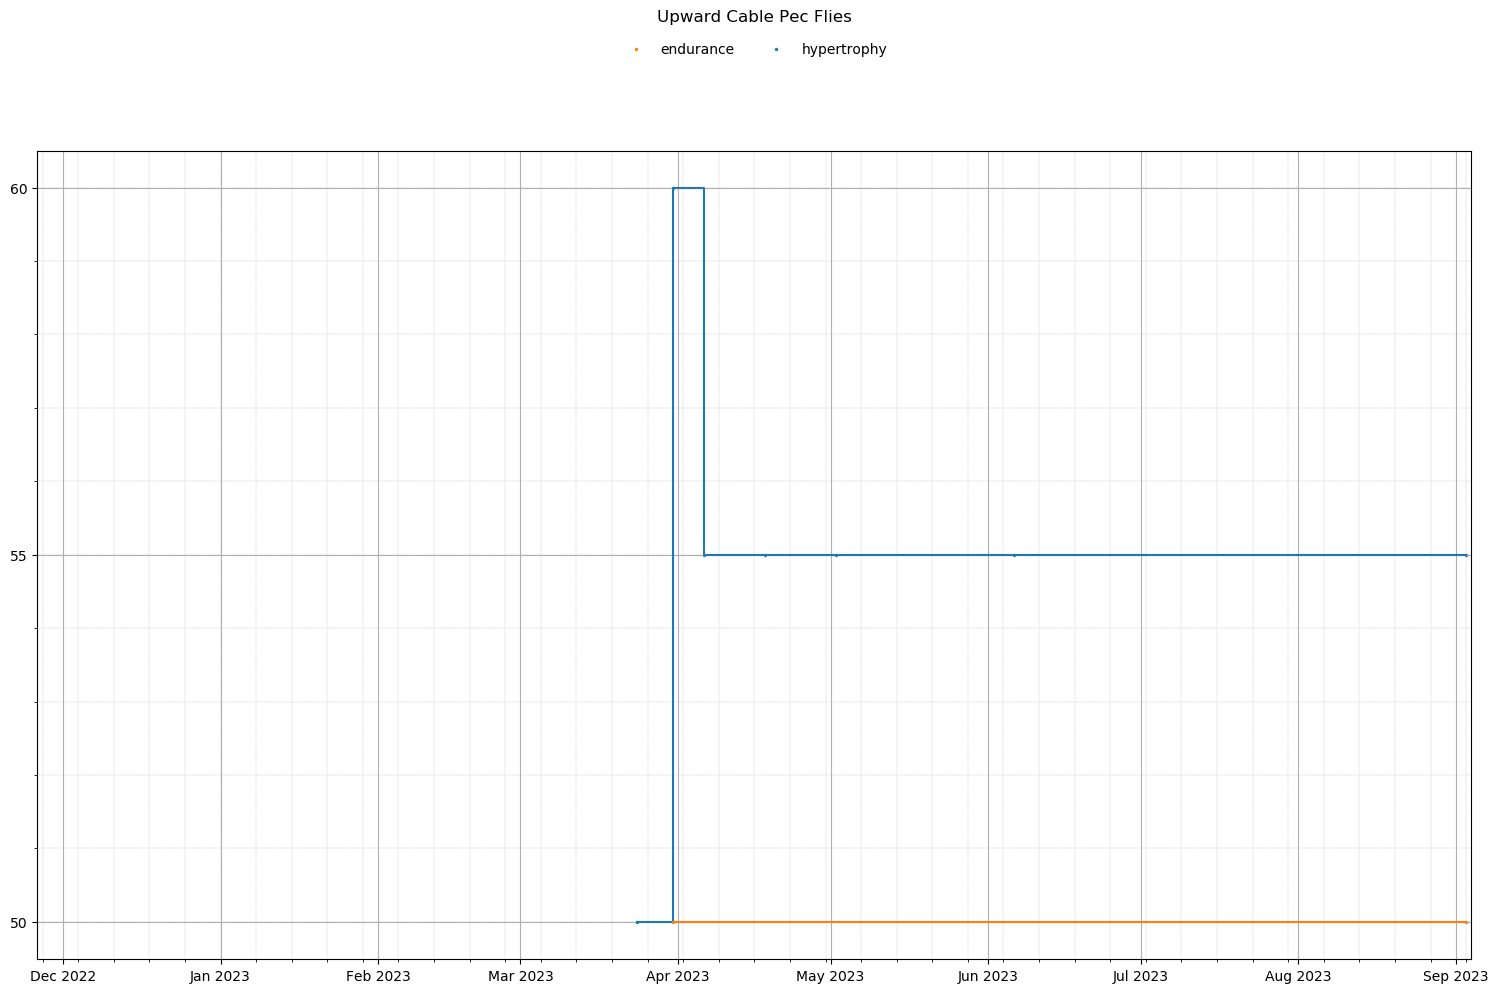 Upward Cable Pec Flies
endurance hypertrophy
60
55
50
Dec 2022 Jan 2023 Feb 2023 Mar 2023 Apr 2023 May 2023 Jun 2023 Jul 2023 Aug 2023 Sep 2023